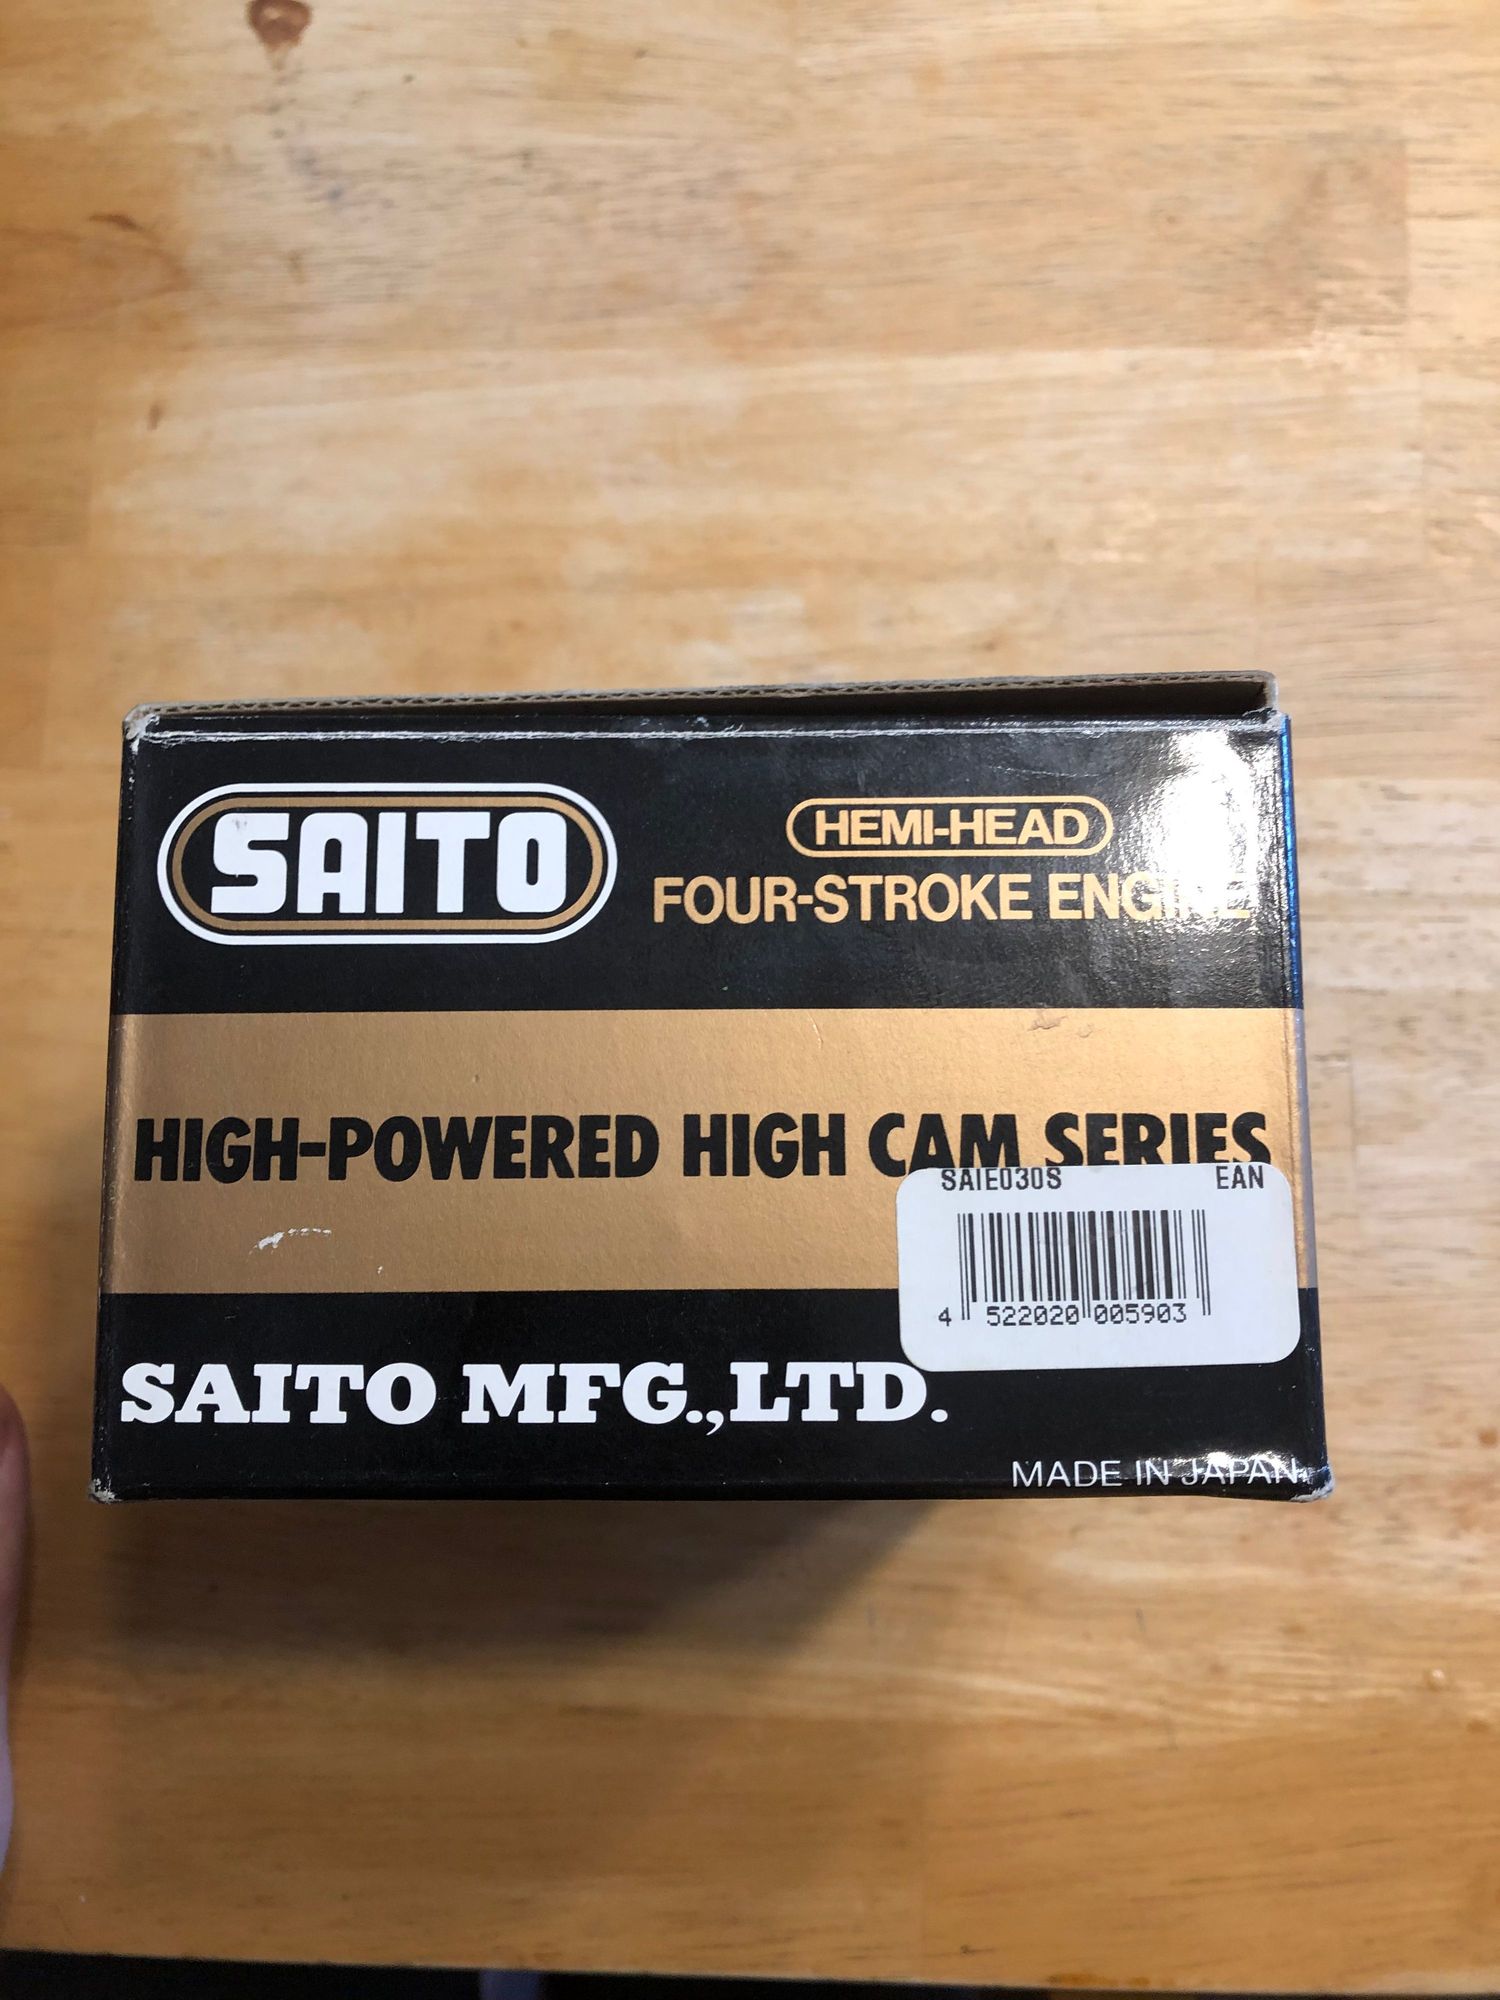 SAITO
HEMI-HEAD
FOUR-STROKE ENGINE
HIGH-POWERED HIGH CAM SERIES
SAIE030S EAN
4 522020 005903
SAITO MFG.,LTD.
MADE IN JAPAN